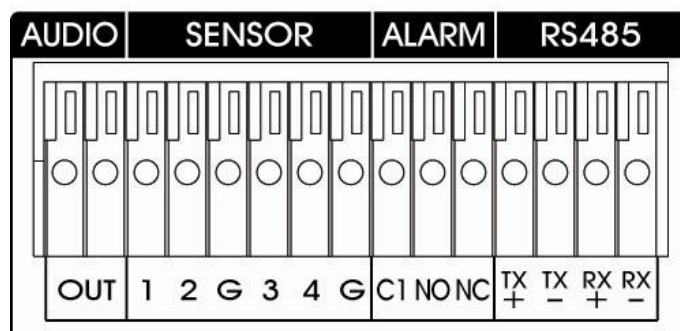 AUDIO SENSOR ALARM RS485
OUT 1 2 G 3 4 G C1 NO NC TX+ TX- RX+ RX-